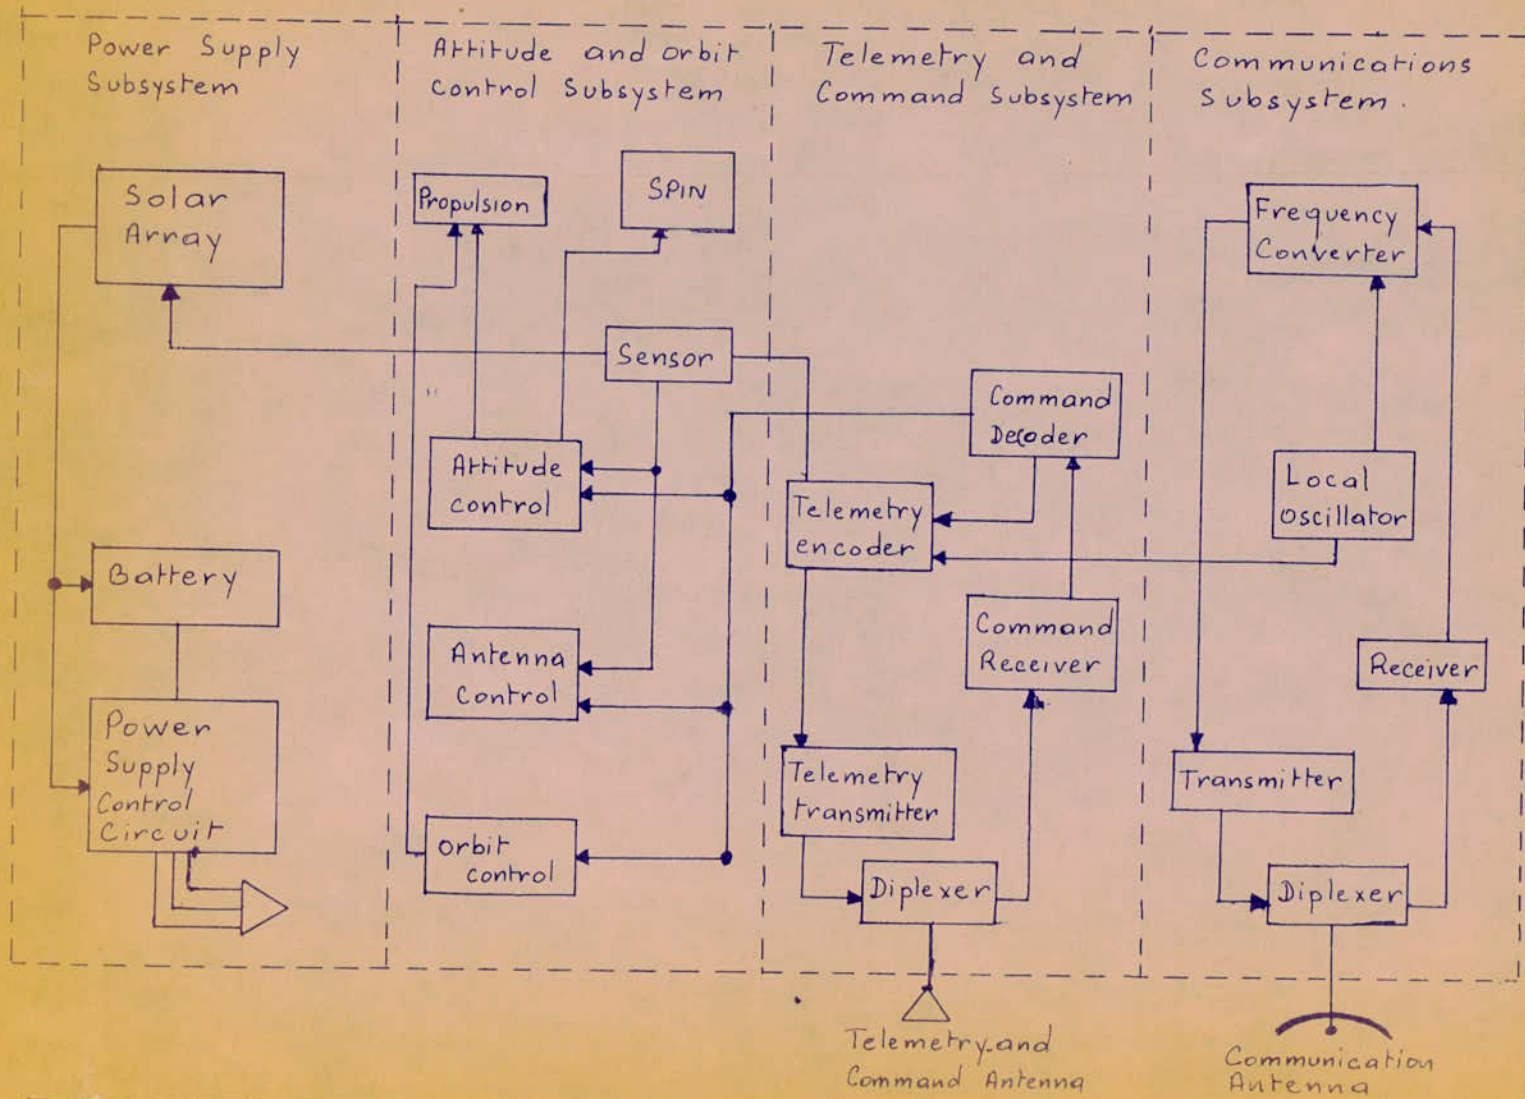 Power Supply
Subsystem
Attitude and orbit
control Subsystem
Telemetry and
Command Subsystem
Communications
Subsystem.
Solar
Array
Propulsion
SPIN
Frequency
Converter
Sensor
Command
Decoder
Attitude
control
Telemetry
encoder
Local
oscillator
Battery
Antenna
control
Command
Receiver
Receiver
Power
Supply
Control
Circuit
Telemetry
transmitter
Transmitter
orbit
control
Diplexer
Diplexer
Telemetry and
Command Antenna
Communication
Antenna